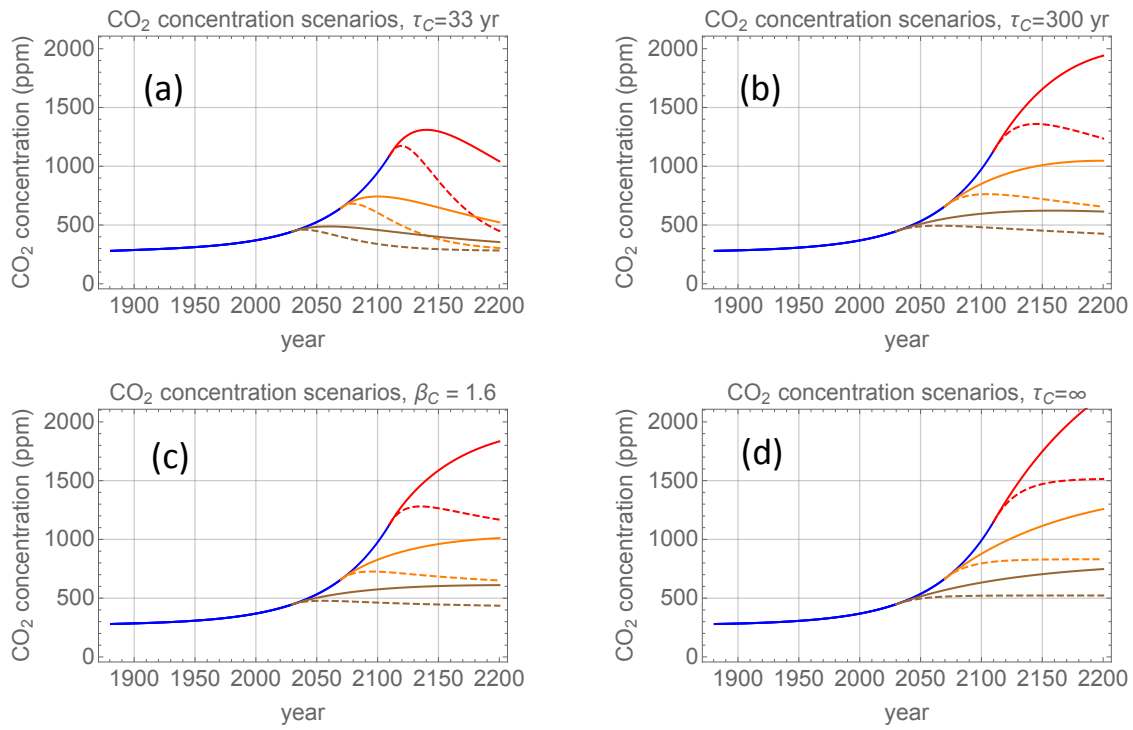 CO₂ concentration scenarios, τ_C=33 yr
(a)
CO₂ concentration (ppm)
2000
1500
1000
500
0
1900 1950 2000 2050 2100 2150 2200
year
CO₂ concentration scenarios, τ_C=300 yr
(b)
CO₂ concentration (ppm)
2000
1500
1000
500
0
1900 1950 2000 2050 2100 2150 2200
year
CO₂ concentration scenarios, β_C = 1.6
(c)
CO₂ concentration (ppm)
2000
1500
1000
500
0
1900 1950 2000 2050 2100 2150 2200
year
CO₂ concentration scenarios, τ_C=∞
(d)
CO₂ concentration (ppm)
2000
1500
1000
500
0
1900 1950 2000 2050 2100 2150 2200
year